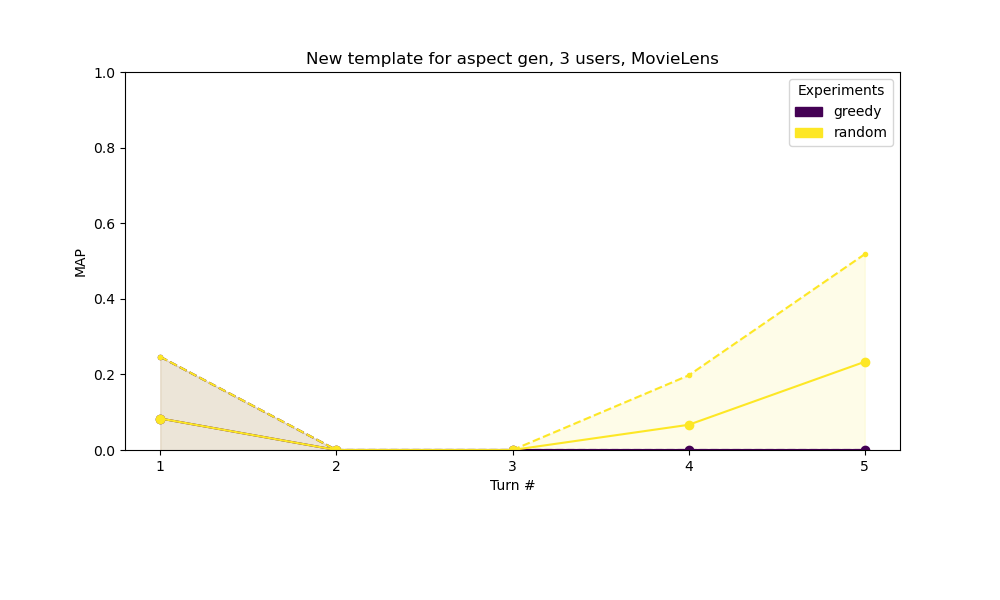 New template for aspect gen, 3 users, MovieLens
Experiments
greedy
random
1.0
0.8
0.6
0.4
0.2
0.0
MAP
1 2 3 4 5
Turn #